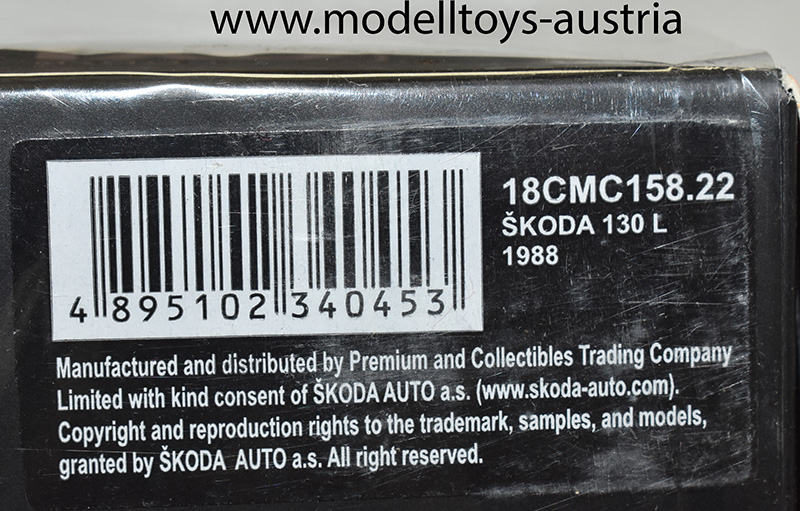 www.modelltoys-austria
18CMC158.22
ŠKODA 130 L
1988
4 895102 340453
Manufactured and distributed by Premium and Collectibles Trading Company
Limited with kind consent of ŠKODA AUTO a.s. (www.skoda-auto.com).
Copyright and reproduction rights to the trademark, samples, and models,
granted by ŠKODA AUTO a.s. All right reserved.